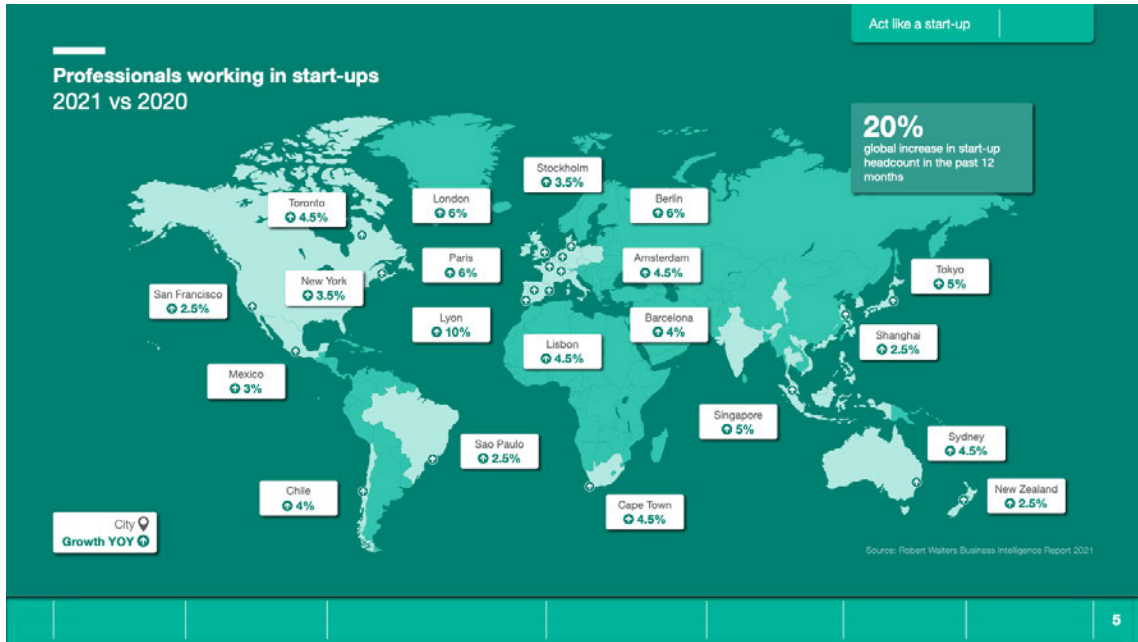 Act like a start-up
Professionals working in start-ups
2021 vs 2020
20%
global increase in start-up
headcount in the past 12
months
Stockholm
3.5%
Toronto
4.5%
London
6%
Berlin
6%
Paris
6%
Amsterdam
4.5%
Tokyo
5%
New York
3.5%
San Francisco
2.5%
Lyon
10%
Barcelona
4%
Lisbon
4.5%
Shanghai
2.5%
Mexico
3%
Singapore
5%
Sao Paulo
2.5%
Sydney
4.5%
Chile
4%
Cape Town
4.5%
New Zealand
2.5%
City
Growth YOY
Source: Robert Walters Business Intelligence Report 2021
5